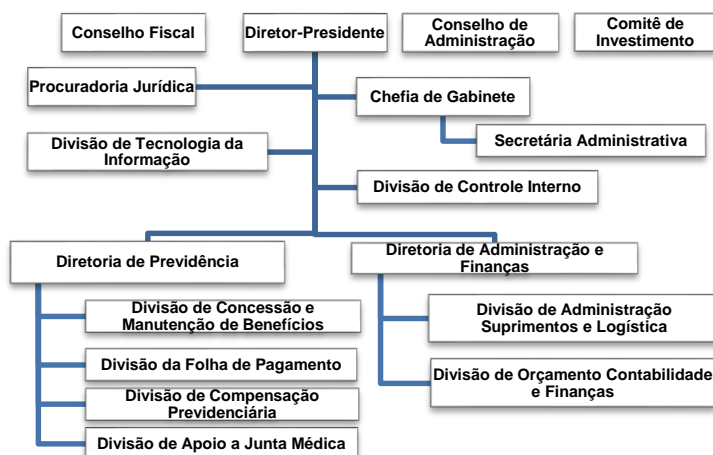 Conselho Fiscal
Diretor-Presidente
Conselho de
Administração
Comitê de
Investimento
Procuradoria Jurídica
Chefia de Gabinete
Secretária Administrativa
Divisão de Tecnologia da
Informação
Divisão de Controle Interno
Diretoria de Previdência
Diretoria de Administração e
Finanças
Divisão de Concessão e
Manutenção de Benefícios
Divisão da Folha de Pagamento
Divisão de Compensação
Previdenciária
Divisão de Apoio a Junta Médica
Divisão de Administração
Suprimentos e Logística
Divisão de Orçamento Contabilidade
e Finanças